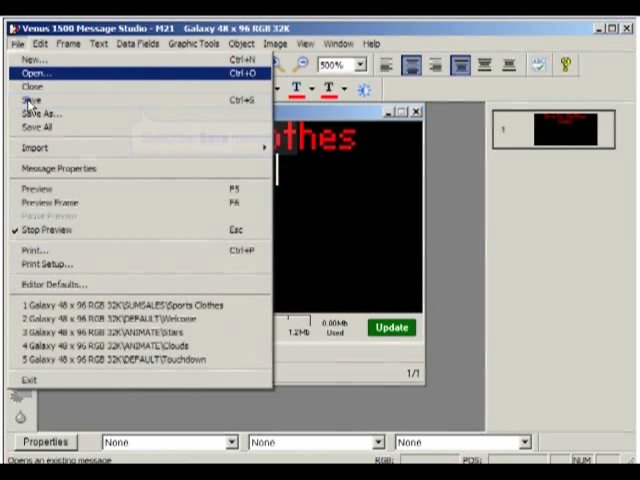 Venus 1500 Message Studio - M21 Galaxy 48 x 96 RGB 32K
File Edit Frame Text Data Fields Graphic Tools Object Image View Window Help
New... Ctrl+N
Open... Ctrl+O
Close
Save Ctrl+S
Save As...
Save All
Import
Message Properties
Preview F5
Preview Frame F6
Pause Preview
Stop Preview Esc
Print... Ctrl+P
Print Setup...
Editor Defaults...
1 Galaxy 48 x 96 RGB 32K\SUMSALES\Sports Clothes
2 Galaxy 48 x 96 RGB 32K\DEFAULT\Welcome
3 Galaxy 48 x 96 RGB 32K\ANIMATE\Stars
4 Galaxy 48 x 96 RGB 32K\ANIMATE\Clouds
5 Galaxy 48 x 96 RGB 32K\DEFAULT\Touchdown
Exit
500%
T T
othes
1
Sports Clothes
1.2Mb
0.00Mb
Used
Update
1/1
Properties None None None
Opens an existing message RGB: POS: NUM